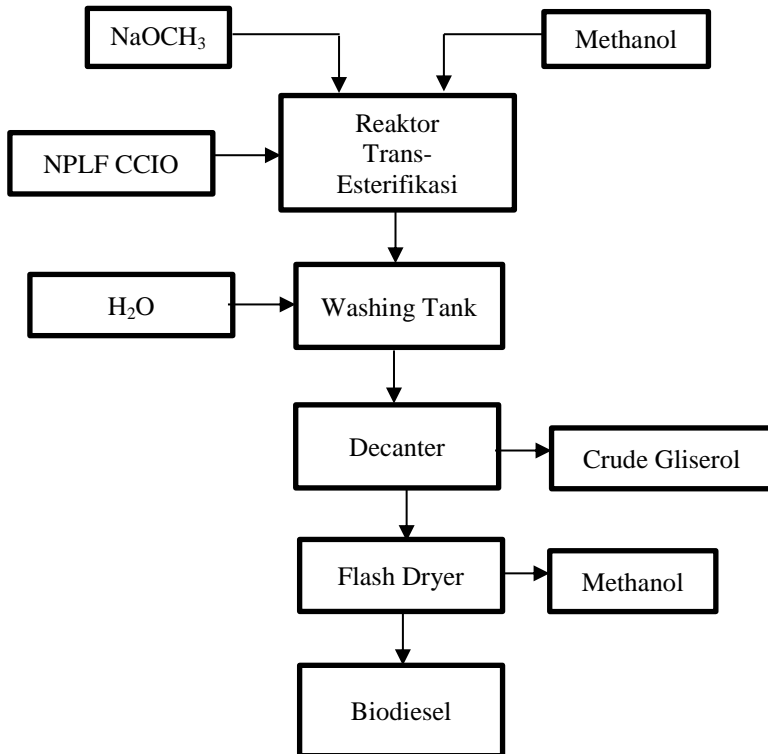 NaOCH₃
Methanol
Reaktor
Trans-
Esterifikasi
NPLF CCIO
H₂O
Washing Tank
Decanter
Crude Gliserol
Flash Dryer
Methanol
Biodiesel